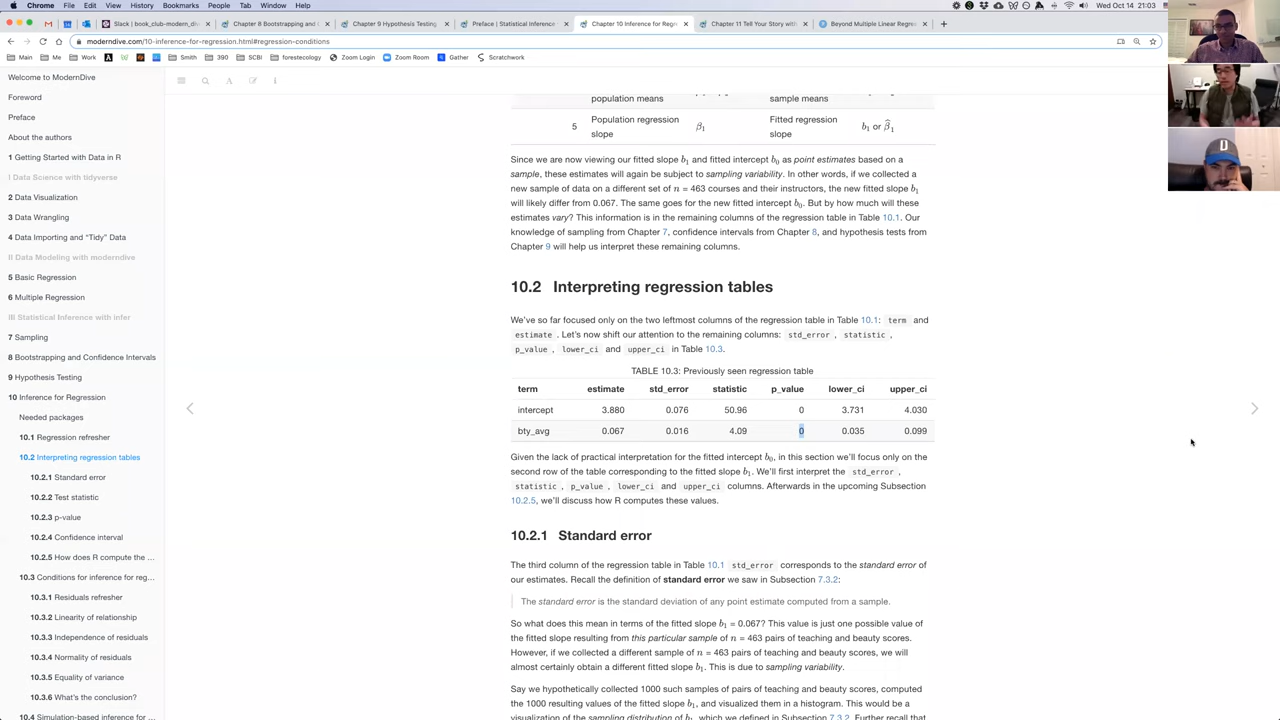 Chrome File Edit View History Bookmarks People Tab Window Help
Wed Oct 14 21:03
Slack | book_club-modern_div
Chapter 8 Bootstrapping and C
Chapter 9 Hypothesis Testing
Preface | Statistical Inference
Chapter 10 Inference for Regre
Chapter 11 Tell Your Story with
Beyond Multiple Linear Regres
moderndive.com/10-inference-for-regression.html#regression-conditions
Main Me Work Smith 390 SCBI forestecology Zoom Login Zoom Room Gather Scratchwork
Welcome to ModernDive
Foreword
Preface
About the authors
1 Getting Started with Data in R
I Data Science with tidyverse
2 Data Visualization
3 Data Wrangling
4 Data Importing and “Tidy” Data
II Data Modeling with moderndive
5 Basic Regression
6 Multiple Regression
III Statistical Inference with infer
7 Sampling
8 Bootstrapping and Confidence Intervals
9 Hypothesis Testing
10 Inference for Regression
Needed packages
10.1 Regression refresher
10.2 Interpreting regression tables
10.2.1 Standard error
10.2.2 Test statistic
10.2.3 p-value
10.2.4 Confidence interval
10.2.5 How does R compute the ...
10.3 Conditions for inference for reg...
10.3.1 Residuals refresher
10.3.2 Linearity of relationship
10.3.3 Independence of residuals
10.3.4 Normality of residuals
10.3.5 Equality of variance
10.3.6 What's the conclusion?
10.4 Simulation-based inference for ...
population means sample means
5 Population regression slope β1 Fitted regression slope b1 or β̂1
Since we are now viewing our fitted slope b1 and fitted intercept b0 as point estimates based on a
sample, these estimates will again be subject to sampling variability. In other words, if we collected a
new sample of data on a different set of n = 463 courses and their instructors, the new fitted slope b1
will likely differ from 0.067. The same goes for the new fitted intercept b0. But by how much will these
estimates vary? This information is in the remaining columns of the regression table in Table 10.1. Our
knowledge of sampling from Chapter 7, confidence intervals from Chapter 8, and hypothesis tests from
Chapter 9 will help us interpret these remaining columns.
10.2 Interpreting regression tables
We've so far focused only on the two leftmost columns of the regression table in Table 10.1: term and
estimate. Let's now shift our attention to the remaining columns: std_error, statistic,
p_value, lower_ci and upper_ci in Table 10.3.
TABLE 10.3: Previously seen regression table
term estimate std_error statistic p_value lower_ci upper_ci
intercept 3.880 0.076 50.96 0 3.731 4.030
bty_avg 0.067 0.016 4.09 0 0.035 0.099
Given the lack of practical interpretation for the fitted intercept b0, in this section we'll focus only on the
second row of the table corresponding to the fitted slope b1. We'll first interpret the std_error,
statistic, p_value, lower_ci and upper_ci columns. Afterwards in the upcoming Subsection
10.2.5, we'll discuss how R computes these values.
10.2.1 Standard error
The third column of the regression table in Table 10.1 std_error corresponds to the standard error of
our estimates. Recall the definition of standard error we saw in Subsection 7.3.2:
The standard error is the standard deviation of any point estimate computed from a sample.
So what does this mean in terms of the fitted slope b1 = 0.067? This value is just one possible value of
the fitted slope resulting from this particular sample of n = 463 pairs of teaching and beauty scores.
However, if we collected a different sample of n = 463 pairs of teaching and beauty scores, we will
almost certainly obtain a different fitted slope b1. This is due to sampling variability.
Say we hypothetically collected 1000 such samples of pairs of teaching and beauty scores, computed
the 1000 resulting values of the fitted slope b1, and visualized them in a histogram. This would be a
visualization of the sampling distribution of b1, which we defined in Subsection 7.3.2. Further recall that